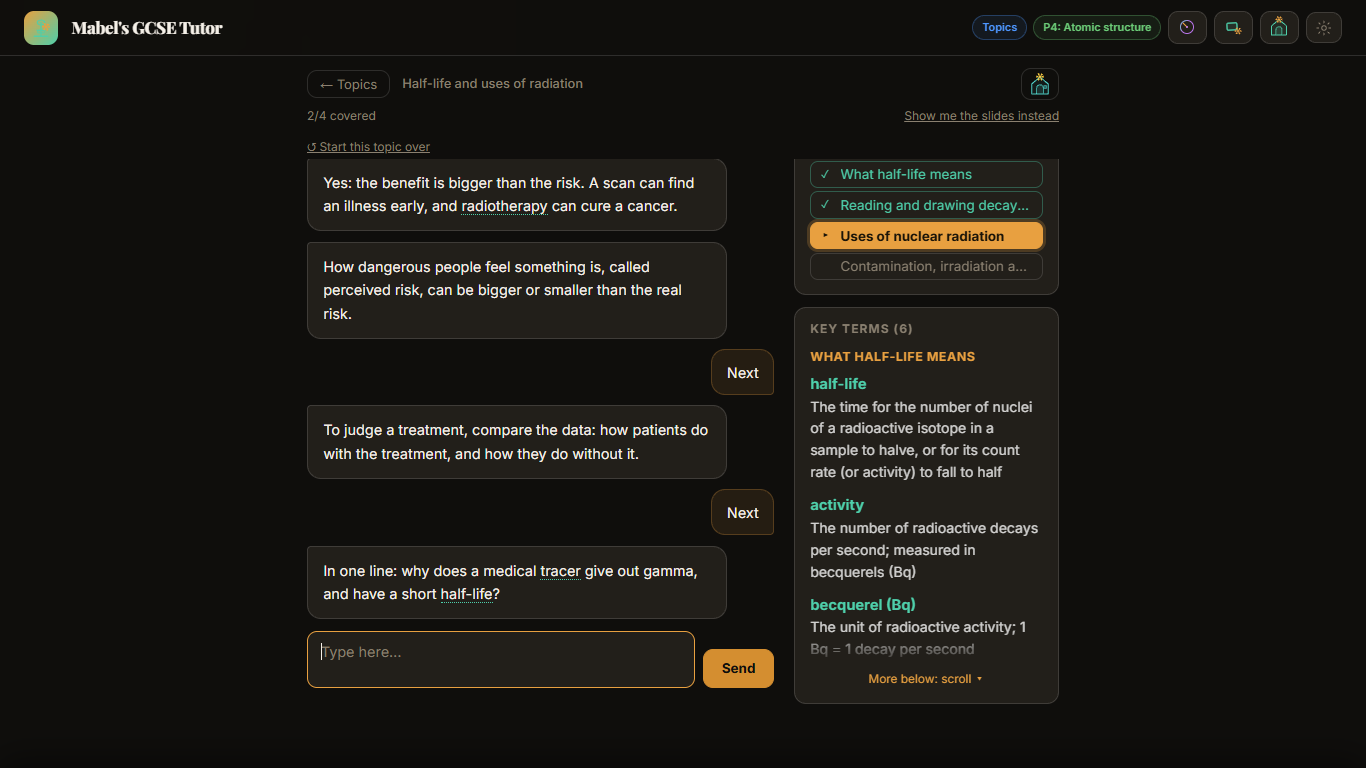 Mabel's GCSE Tutor
Topics
P4: Atomic structure
← Topics
Half-life and uses of radiation
2/4 covered
Show me the slides instead
↺ Start this topic over
Yes: the benefit is bigger than the risk. A scan can find
an illness early, and radiotherapy can cure a cancer.
How dangerous people feel something is, called
perceived risk, can be bigger or smaller than the real
risk.
Next
To judge a treatment, compare the data: how patients do
with the treatment, and how they do without it.
Next
In one line: why does a medical tracer give out gamma,
and have a short half-life?
Type here...
Send
✓ What half-life means
✓ Reading and drawing decay...
‣ Uses of nuclear radiation
Contamination, irradiation a...
KEY TERMS (6)
WHAT HALF-LIFE MEANS
half-life
The time for the number of nuclei
of a radioactive isotope in a
sample to halve, or for its count
rate (or activity) to fall to half
activity
The number of radioactive decays
per second; measured in
becquerels (Bq)
becquerel (Bq)
The unit of radioactive activity; 1
Bq = 1 decay per second
More below: scroll ▾